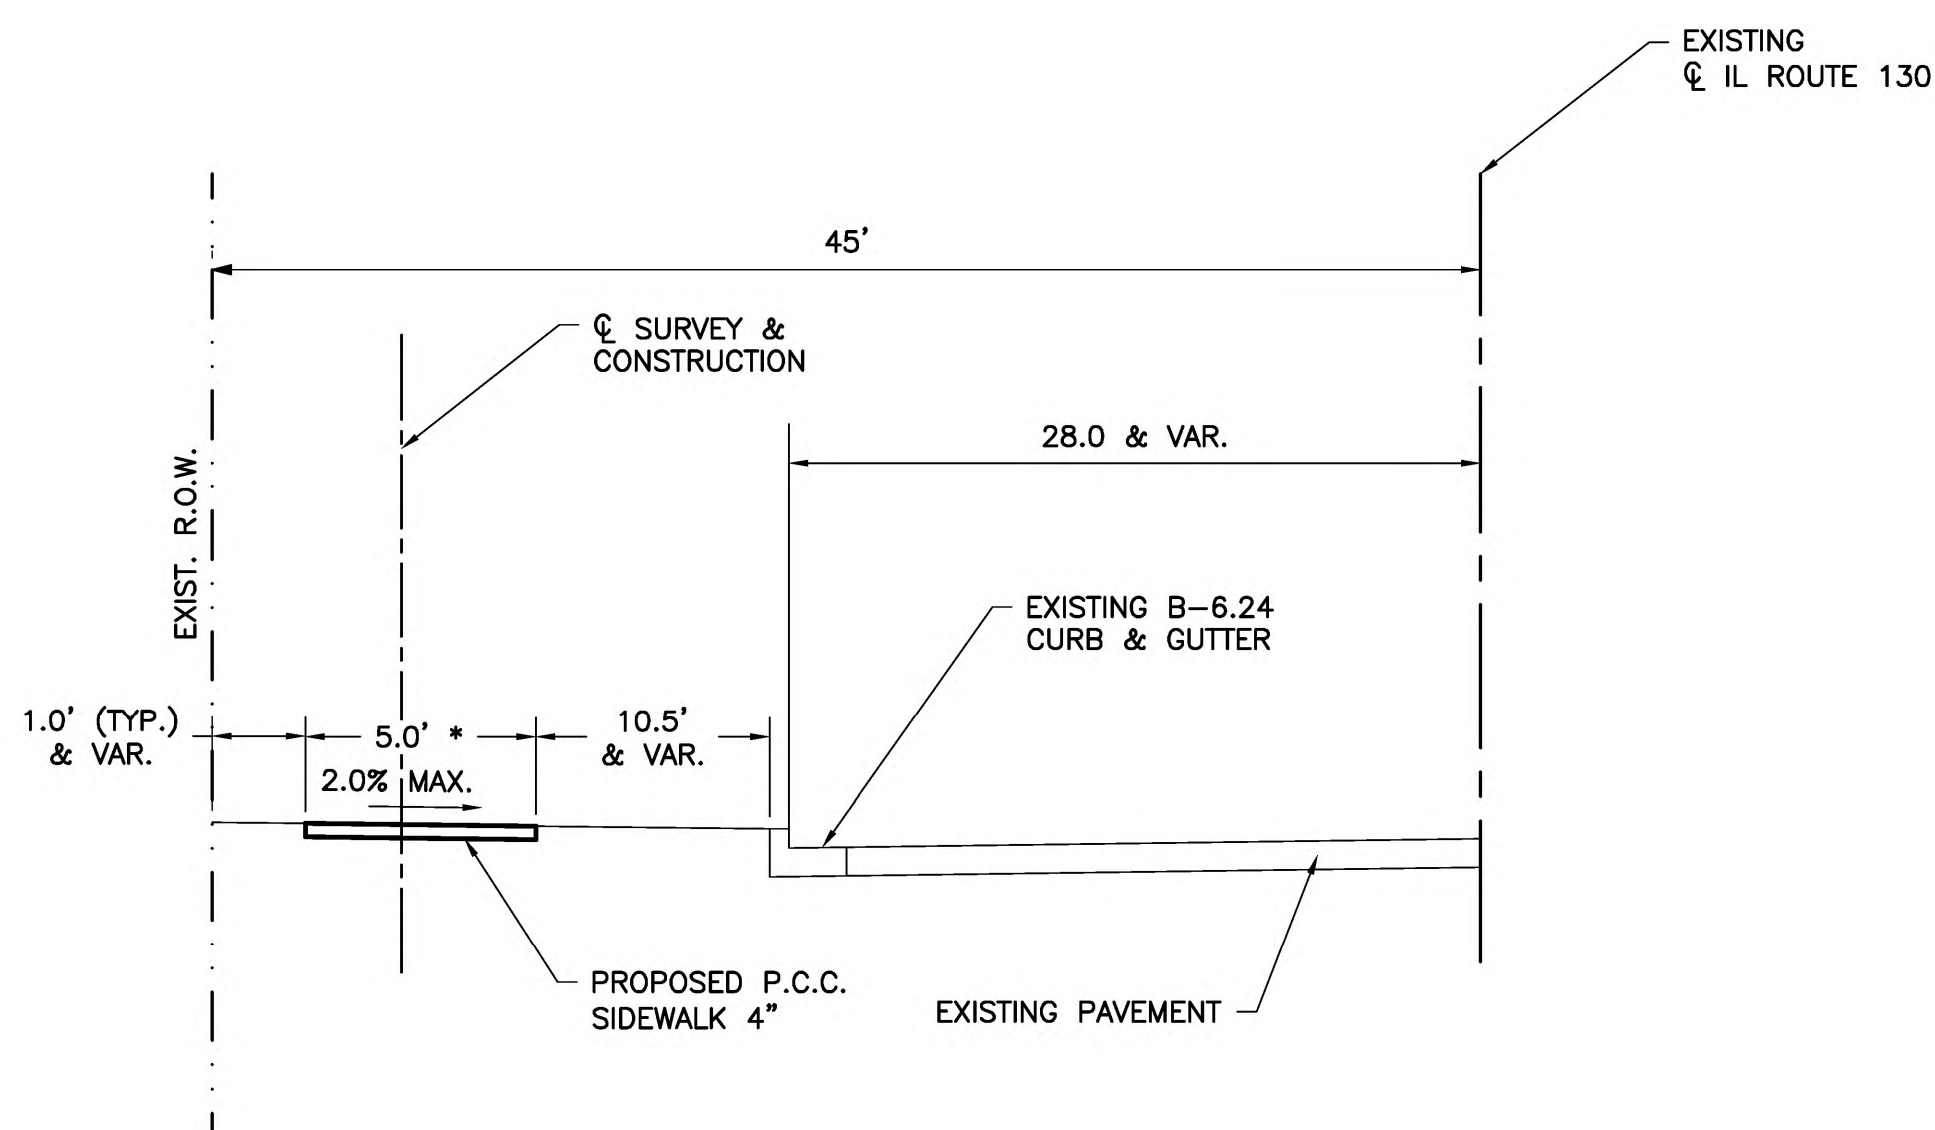 EXISTING
℄ IL ROUTE 130
45'
℄ SURVEY &
CONSTRUCTION
28.0 & VAR.
EXIST. R.O.W.
EXISTING B-6.24
CURB & GUTTER
1.0' (TYP.)
& VAR.
5.0' *
10.5'
& VAR.
2.0% MAX.
PROPOSED P.C.C.
SIDEWALK 4"
EXISTING PAVEMENT